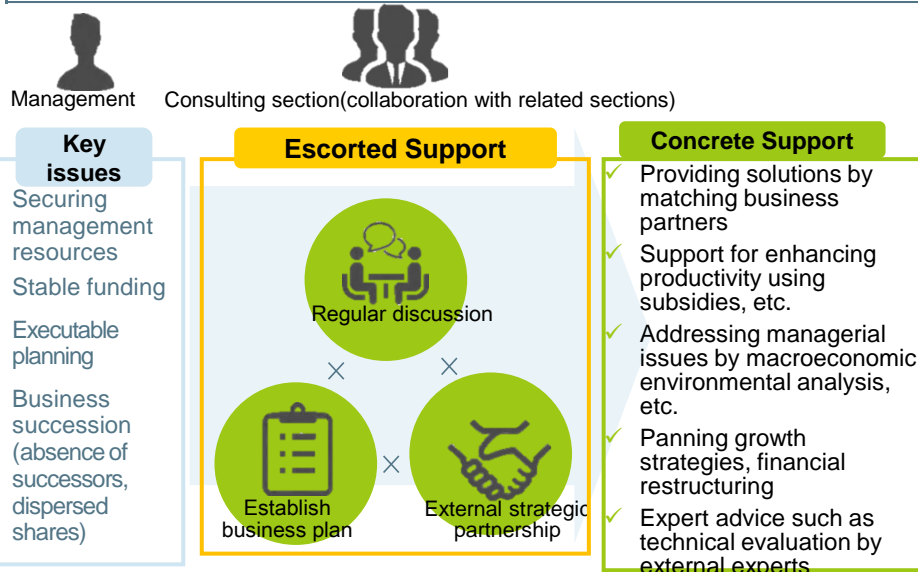 Management
Consulting section(collaboration with related sections)
Key
issues
Securing
management
resources
Stable funding
Executable
planning
Business
succession
(absence of
successors,
dispersed
shares)
Escorted Support
Regular discussion
Establish
business plan
External strategic
partnership
Concrete Support
✓ Providing solutions by
matching business
partners
✓ Support for enhancing
productivity using
subsidies, etc.
✓ Addressing managerial
issues by macroeconomic
environmental analysis,
etc.
✓ Panning growth
strategies, financial
restructuring
✓ Expert advice such as
technical evaluation by
external experts